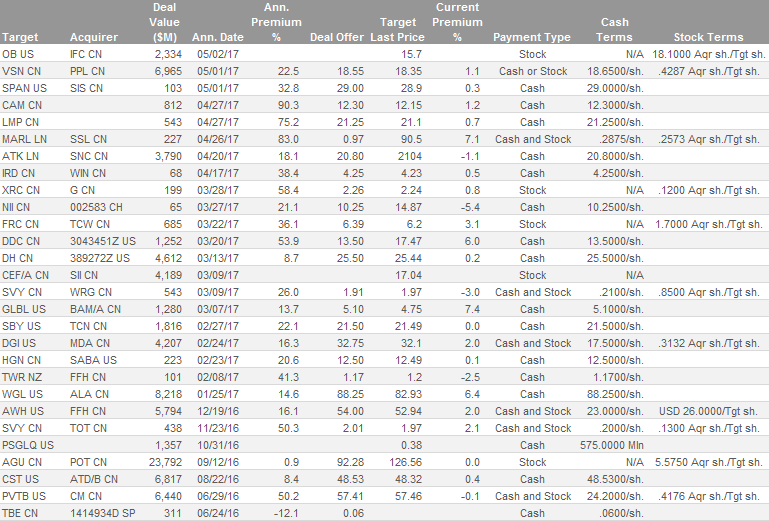 Deal Ann. Current
Value Premium Target Premium Cash
Target Acquirer ($M) Ann. Date % Deal Offer Last Price % Payment Type Terms Stock Terms
OB US IFC CN 2,334 05/02/17 15.7 Stock N/A 18.1000 Aqr sh./Tgt sh.
VSN CN PPL CN 6,965 05/01/17 22.5 18.55 18.35 1.1 Cash or Stock 18.6500/sh. .4287 Aqr sh./Tgt sh.
SPAN US SIS CN 103 05/01/17 32.8 29.00 28.9 0.3 Cash 29.0000/sh.
CAM CN 812 04/27/17 90.3 12.30 12.15 1.2 Cash 12.3000/sh.
LMP CN 543 04/27/17 75.2 21.25 21.1 0.7 Cash 21.2500/sh.
MARL LN SSL CN 227 04/26/17 83.0 0.97 90.5 7.1 Cash and Stock .2875/sh. .2573 Aqr sh./Tgt sh.
ATK LN SNC CN 3,790 04/20/17 18.1 20.80 2104 -1.1 Cash 20.8000/sh.
IRD CN WIN CN 68 04/17/17 38.4 4.25 4.23 0.5 Cash 4.2500/sh.
XRC CN G CN 199 03/28/17 58.4 2.26 2.24 0.8 Stock N/A .1200 Aqr sh./Tgt sh.
NII CN 002583 CH 65 03/27/17 21.1 10.25 14.87 -5.4 Cash 10.2500/sh.
FRC CN TCW CN 685 03/22/17 36.1 6.39 6.2 3.1 Stock N/A 1.7000 Aqr sh./Tgt sh.
DDC CN 3043451Z US 1,252 03/20/17 53.9 13.50 17.47 6.0 Cash 13.5000/sh.
DH CN 389272Z US 4,612 03/13/17 8.7 25.50 25.44 0.2 Cash 25.5000/sh.
CEF/A CN SII CN 4,189 03/09/17 17.04 Stock N/A
SVY CN WRG CN 543 03/09/17 26.0 1.91 1.97 -3.0 Cash and Stock .2100/sh. .8500 Aqr sh./Tgt sh.
GLBL US BAM/A CN 1,280 03/07/17 13.7 5.10 4.75 7.4 Cash 5.1000/sh.
SBY US TCN CN 1,816 02/27/17 22.1 21.50 21.49 0.0 Cash 21.5000/sh.
DGI US MDA CN 4,207 02/24/17 16.3 32.75 32.1 2.0 Cash and Stock 17.5000/sh. .3132 Aqr sh./Tgt sh.
HGN CN SABA US 223 02/23/17 20.6 12.50 12.49 0.1 Cash 12.5000/sh.
TWR NZ FFH CN 101 02/08/17 41.3 1.17 1.2 -2.5 Cash 1.1700/sh.
WGL US ALA CN 8,218 01/25/17 14.6 88.25 82.93 6.4 Cash 88.2500/sh.
AWH US FFH CN 5,794 12/19/16 16.1 54.00 52.94 2.0 Cash and Stock 23.0000/sh. USD 26.0000/Tgt sh.
SVY CN TOT CN 438 11/23/16 50.3 2.01 1.97 2.1 Cash and Stock .2000/sh. .1300 Aqr sh./Tgt sh.
PSGLQ US 1,357 10/31/16 0.38 Cash 575.0000 Mln
AGU CN POT CN 23,792 09/12/16 0.9 92.28 126.56 0.0 Stock N/A 5.5750 Aqr sh./Tgt sh.
CST US ATD/B CN 6,817 08/22/16 8.4 48.53 48.32 0.4 Cash 48.5300/sh.
PVTB US CM CN 6,440 06/29/16 50.2 57.41 57.46 -0.1 Cash and Stock 24.2000/sh. .4176 Aqr sh./Tgt sh.
TBE CN 1414934D SP 311 06/24/16 -12.1 0.06 Cash .0600/sh.